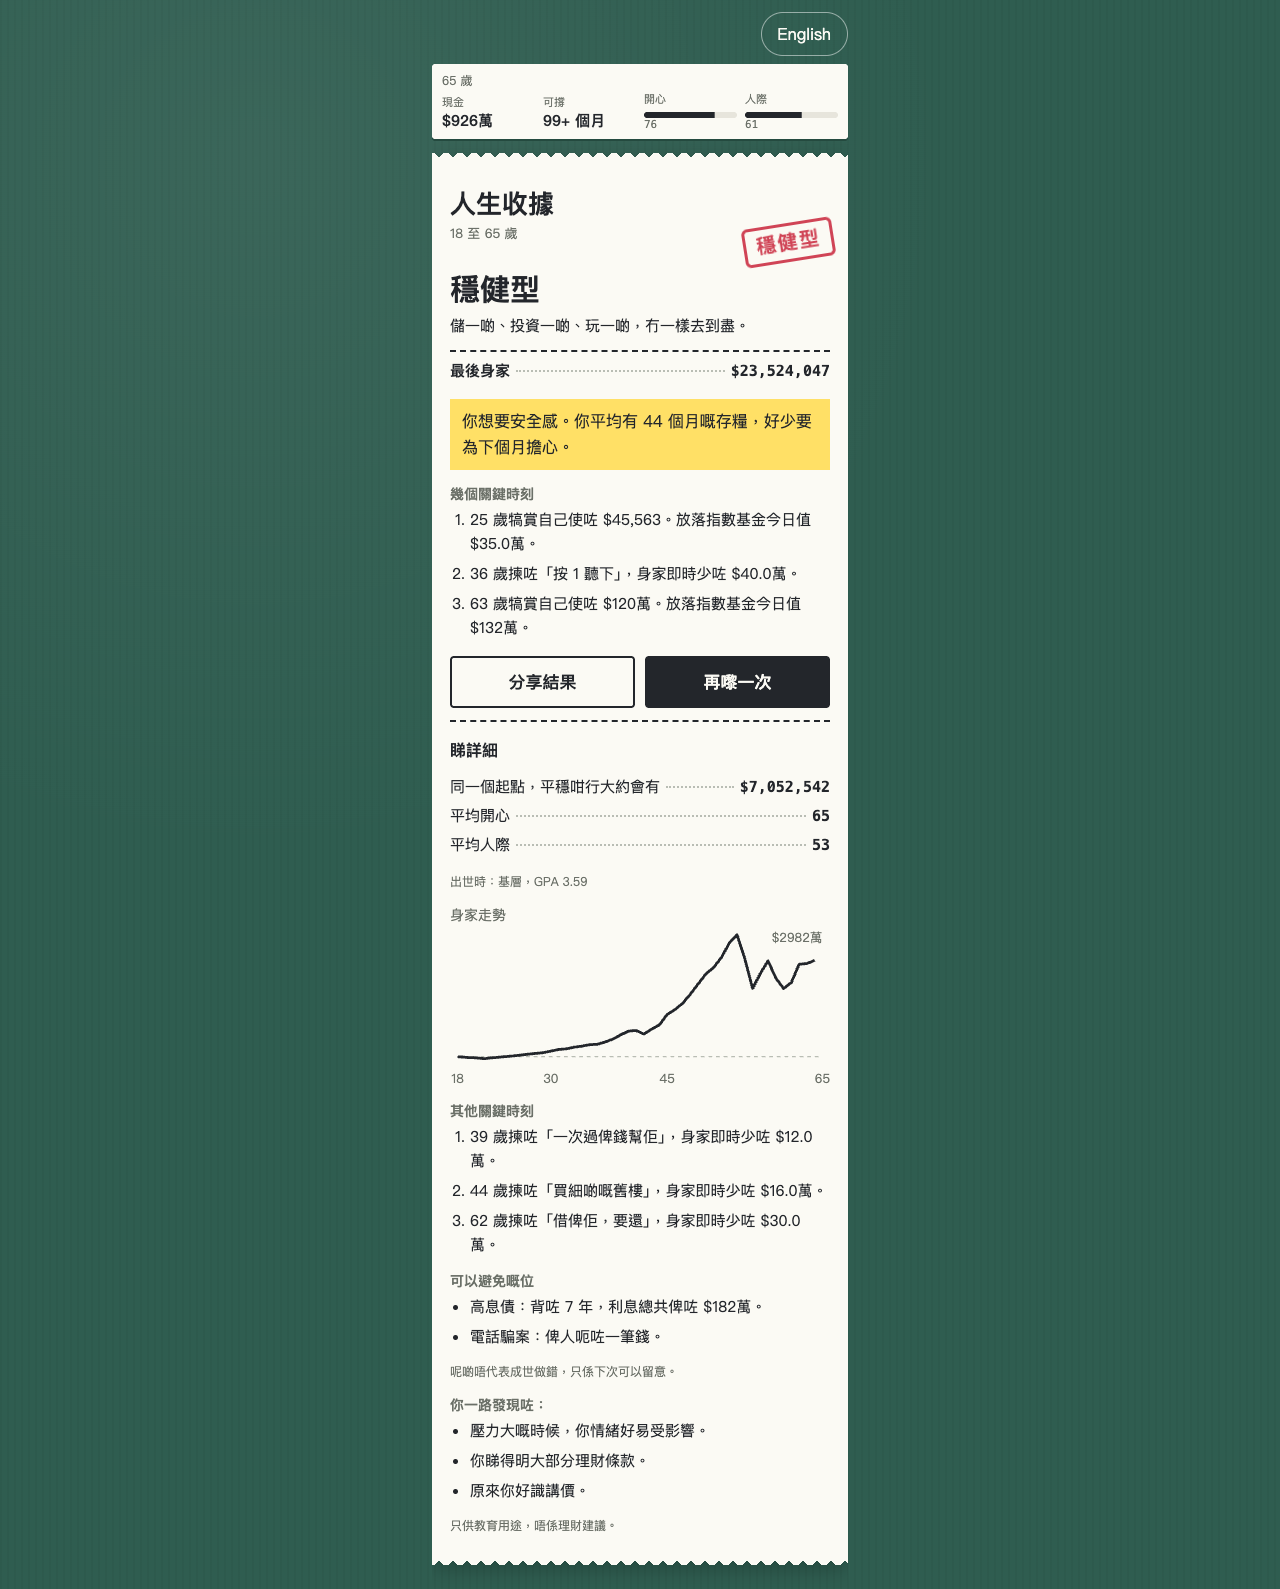 English
65 歲
現金
$926萬
可撐
99+ 個月
開心
76
人際
61
人生收據
18 至 65 歲
穩健型
穩健型
儲一啲、投資一啲、玩一啲，冇一樣去到盡。
最後身家 $23,524,047
你想要安全感。你平均有 44 個月嘅存糧，好少要
為下個月擔心。
幾個關鍵時刻
1. 25 歲犒賞自己使咗 $45,563。放落指數基金今日值
$35.0萬。
2. 36 歲揀咗「按 1 聽下」，身家即時少咗 $40.0萬。
3. 63 歲犒賞自己使咗 $120萬。放落指數基金今日值
$132萬。
分享結果
再嚟一次
睇詳細
同一個起點，平穩咁行大約會有 $7,052,542
平均開心 65
平均人際 53
出世時：基層，GPA 3.59
身家走勢
$2982萬
18 30 45 65
其他關鍵時刻
1. 39 歲揀咗「一次過俾錢幫佢」，身家即時少咗 $12.0
萬。
2. 44 歲揀咗「買細啲嘅舊樓」，身家即時少咗 $16.0萬。
3. 62 歲揀咗「借俾佢，要還」，身家即時少咗 $30.0
萬。
可以避免嘅位
• 高息債：背咗 7 年，利息總共俾咗 $182萬。
• 電話騙案：俾人呃咗一筆錢。
呢啲唔代表成世做錯，只係下次可以留意。
你一路發現咗：
• 壓力大嘅時候，你情緒好易受影響。
• 你睇得明大部分理財條款。
• 原來你好識講價。
只供教育用途，唔係理財建議。